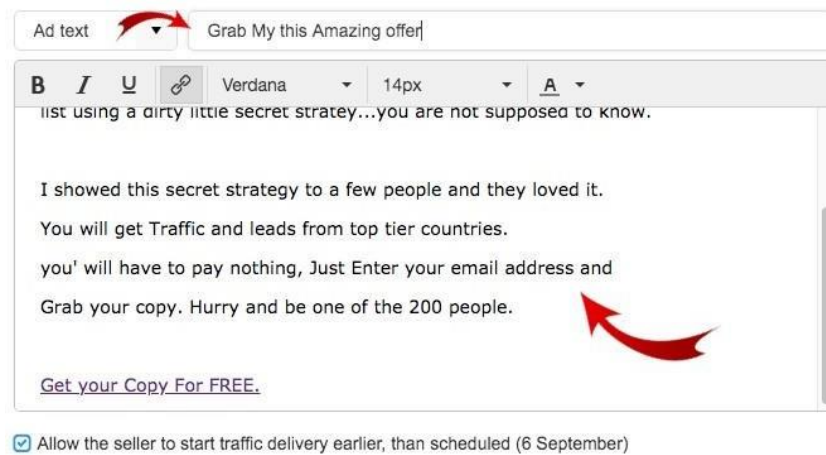 Ad text Grab My this Amazing offer
B I U Verdana 14px A
list using a dirty little secret stratey...you are not supposed to know.
I showed this secret strategy to a few people and they loved it.
You will get Traffic and leads from top tier countries.
you' will have to pay nothing, Just Enter your email address and
Grab your copy. Hurry and be one of the 200 people.
Get your Copy For FREE.
Allow the seller to start traffic delivery earlier, than scheduled (6 September)